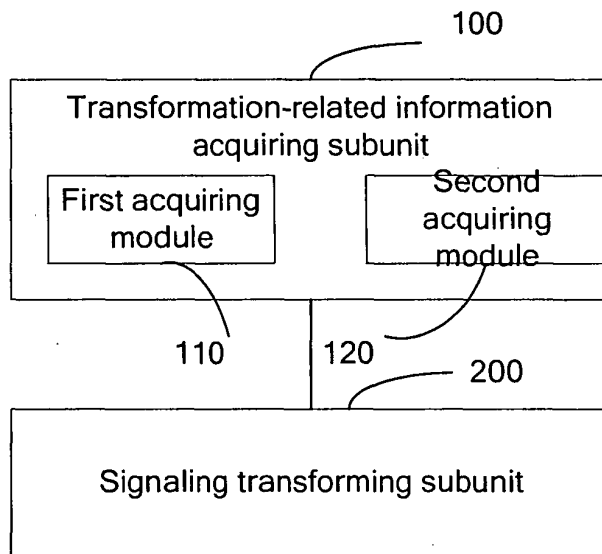 100
Transformation-related information
acquiring subunit
First acquiring
module
Second
acquiring
module
110
120
200
Signaling transforming subunit